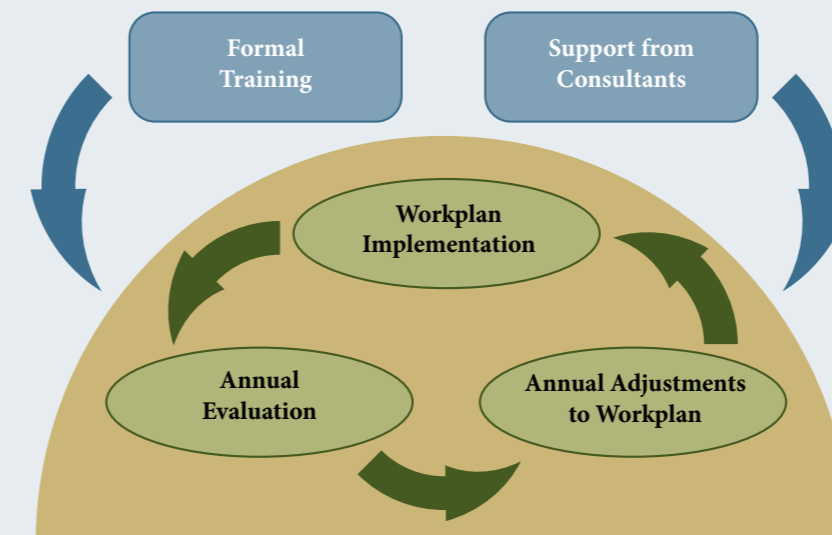 Formal
Training
Support from
Consultants
Workplan
Implementation
Annual
Evaluation
Annual Adjustments
to Workplan